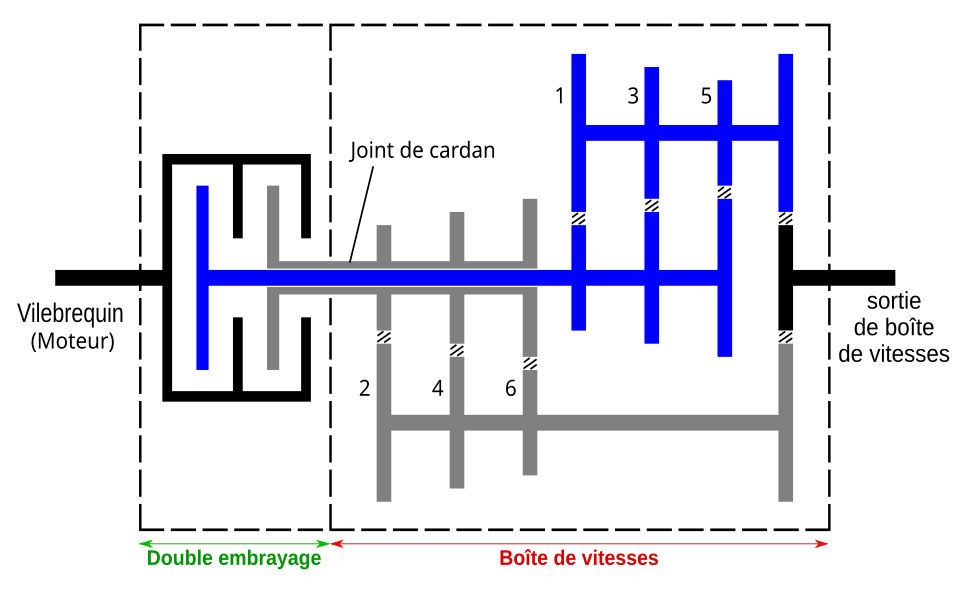 1
3
5
Joint de cardan
Vilebrequin
(Moteur)
sortie
de boîte
de vitesses
2
4
6
Double embrayage
Boîte de vitesses